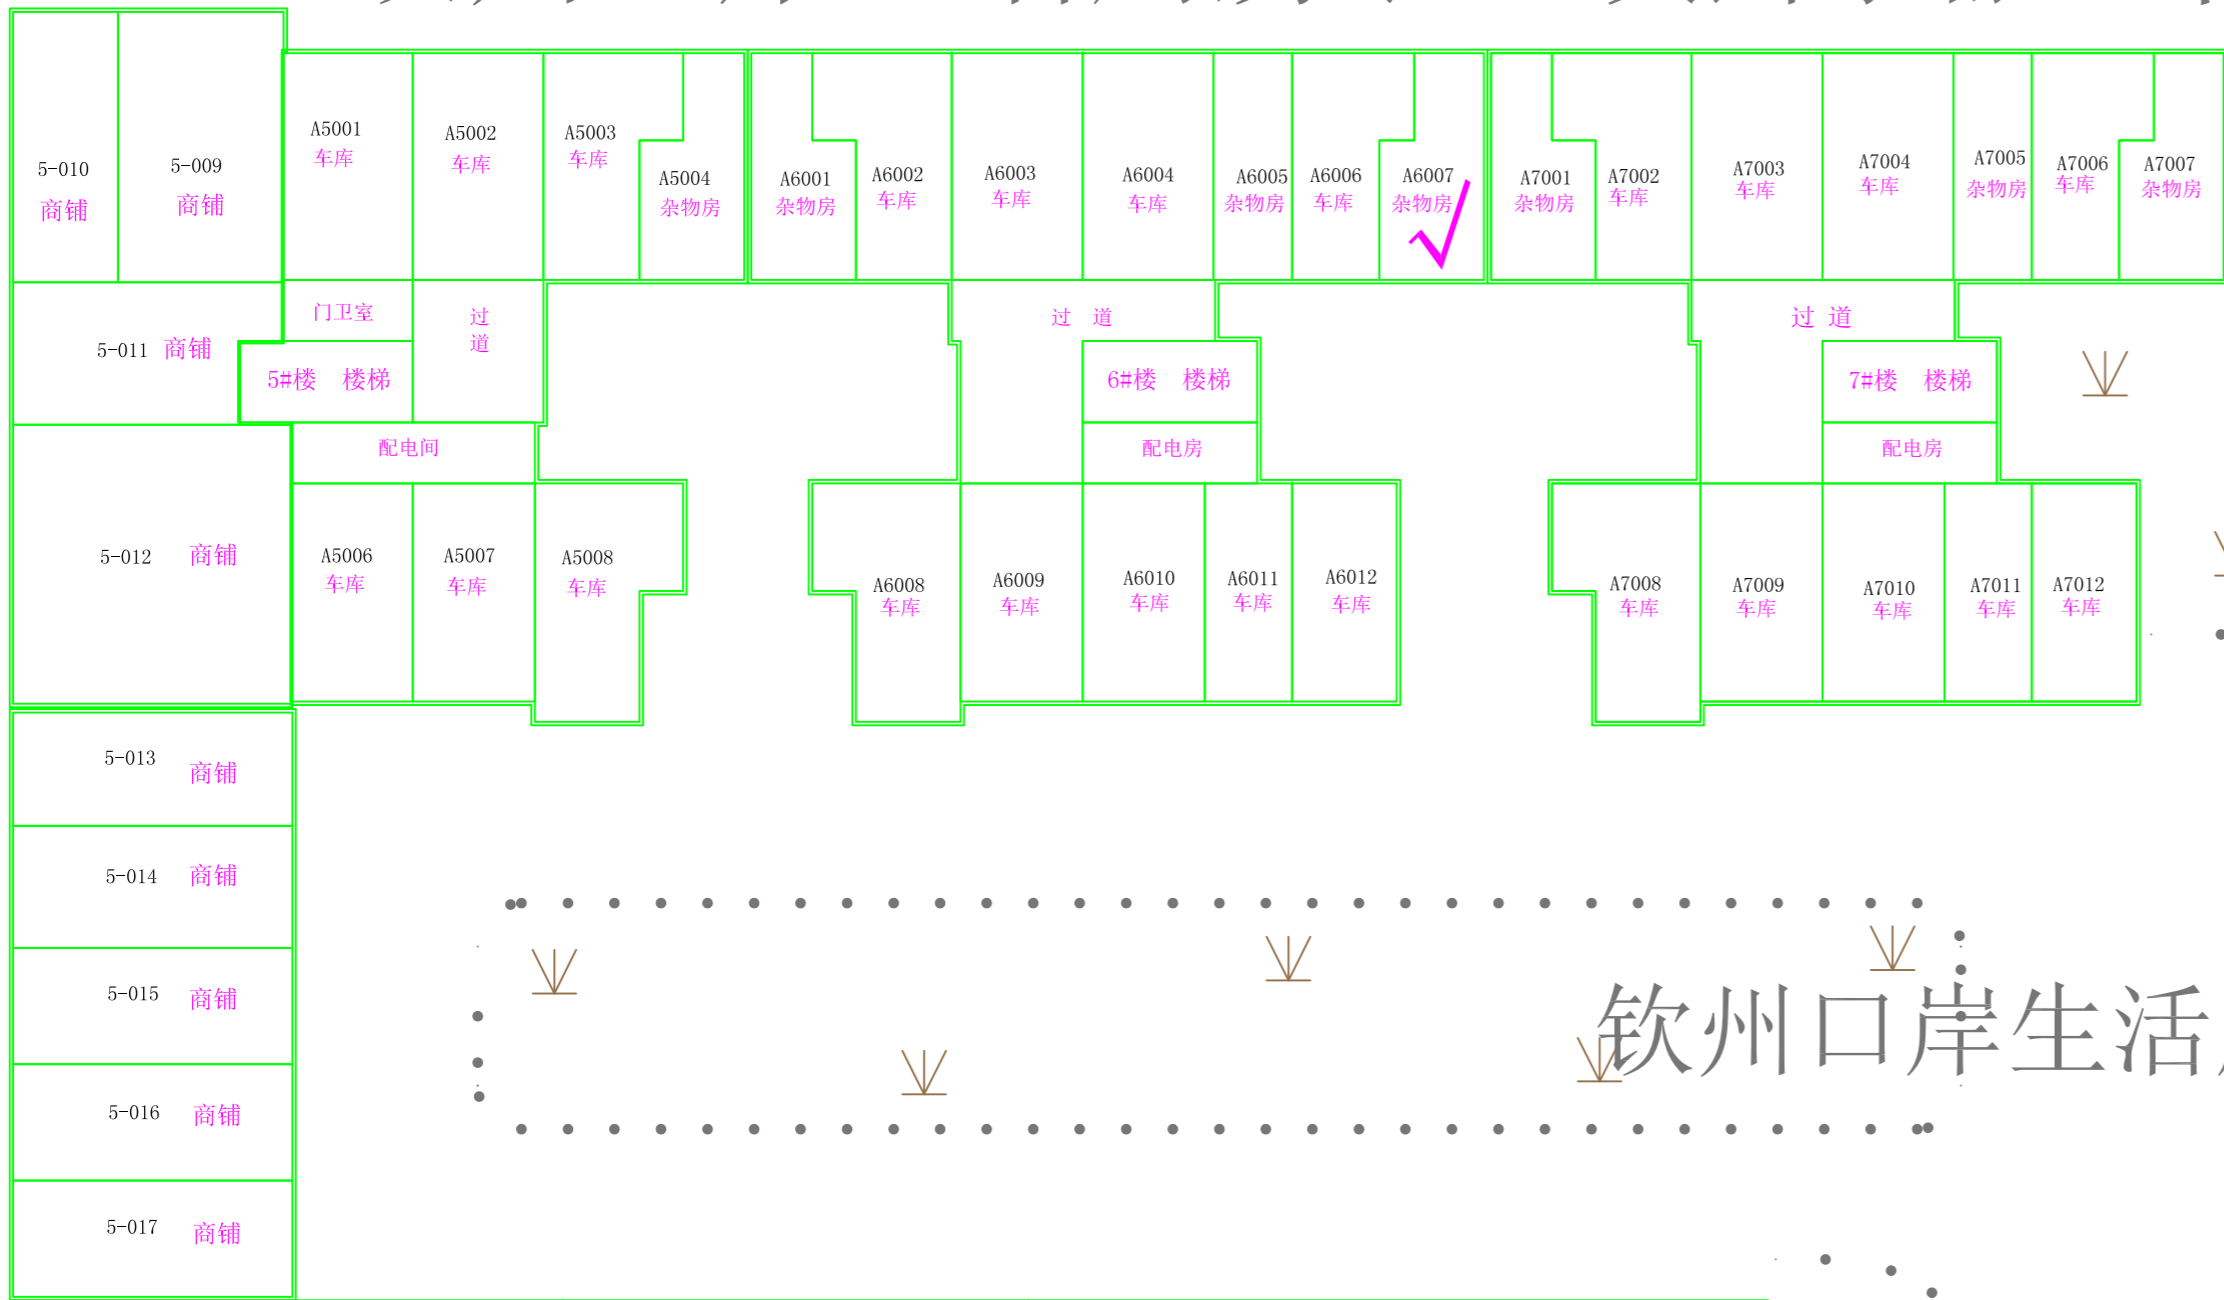 5-010
商铺
5-009
商铺
A5001
车库
A5002
车库
A5003
车库
A5004
杂物房
A6001
杂物房
A6002
车库
A6003
车库
A6004
车库
A6005
杂物房
A6006
车库
A6007
杂物房
A7001
杂物房
A7002
车库
A7003
车库
A7004
车库
A7005
杂物房
A7006
车库
A7007
杂物房
5-011 商铺
门卫室
过
道
5#楼 楼梯
配电间
过 道
6#楼 楼梯
配电房
过 道
7#楼 楼梯
配电房
5-012 商铺
A5006
车库
A5007
车库
A5008
车库
A6008
车库
A6009
车库
A6010
车库
A6011
车库
A6012
车库
A7008
车库
A7009
车库
A7010
车库
A7011
车库
A7012
车库
5-013 商铺
5-014 商铺
5-015 商铺
5-016 商铺
5-017 商铺
钦州口岸生活